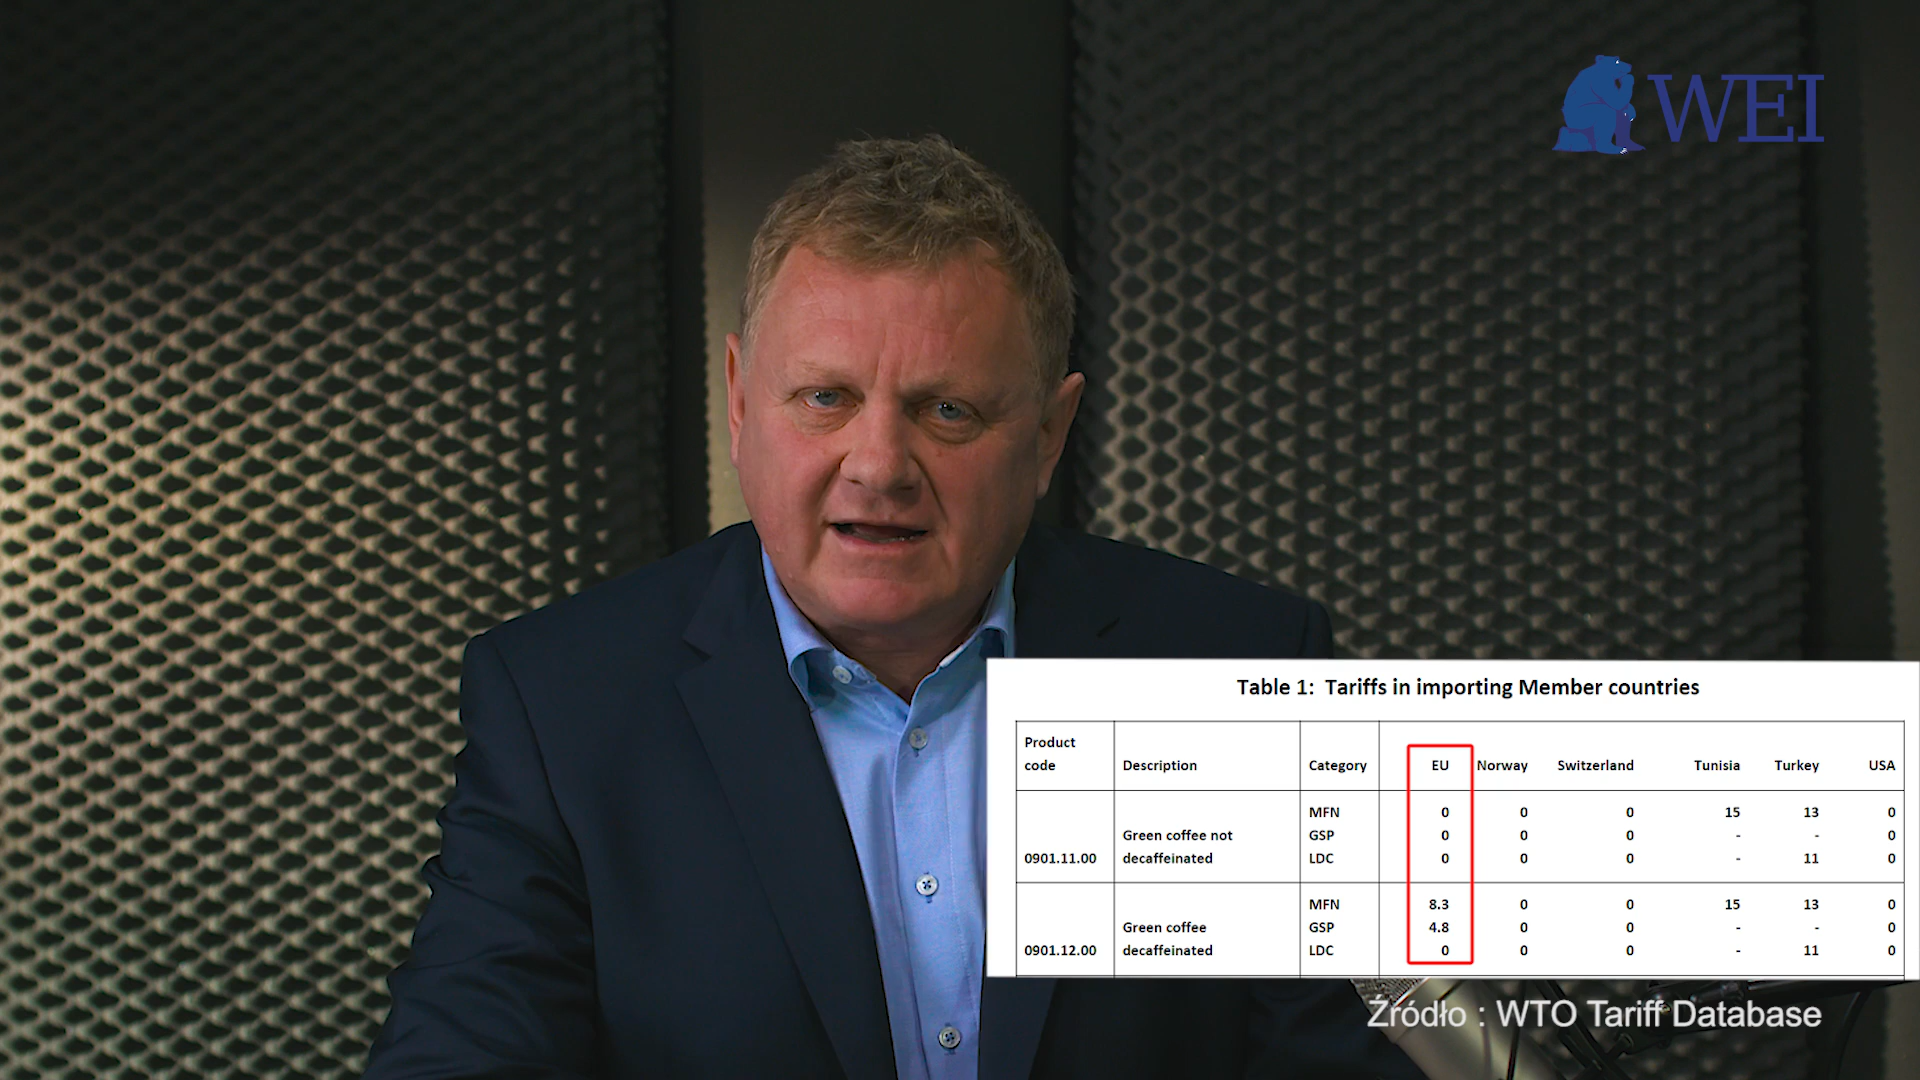 WEI
Table 1: Tariffs in importing Member countries
Product code Description Category EU Norway Switzerland Tunisia Turkey USA
MFN 0 0 0 15 13 0
Green coffee not GSP 0 0 0 - - 0
0901.11.00 decaffeinated LDC 0 0 0 - 11 0
MFN 8.3 0 0 15 13 0
Green coffee GSP 4.8 0 0 - - 0
0901.12.00 decaffeinated LDC 0 0 0 - 11 0
Źródło : WTO Tariff Database